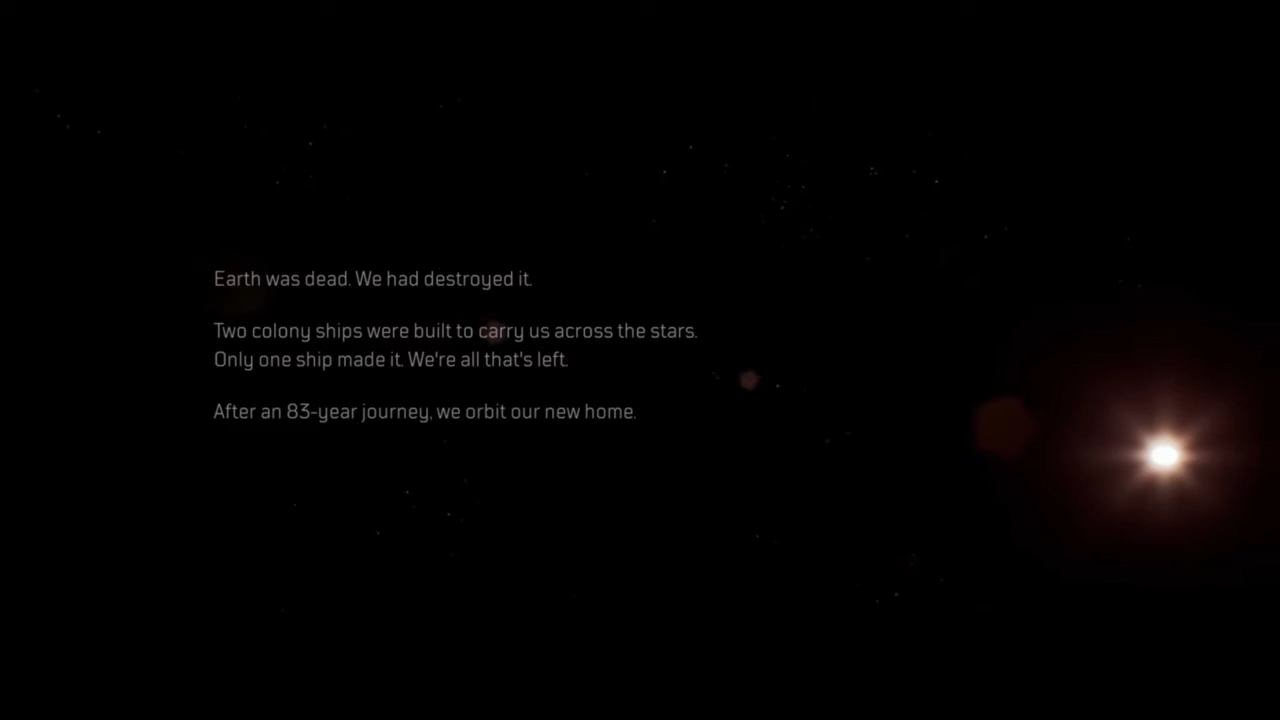 Earth was dead. We had destroyed it.
Two colony ships were built to carry us across the stars.
Only one ship made it. We're all that's left.
After an 83-year journey, we orbit our new home.